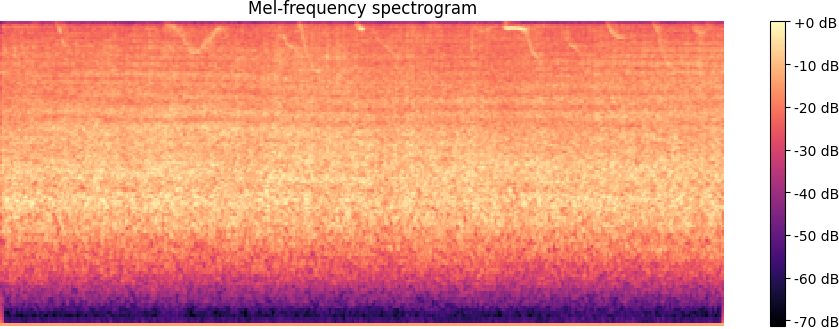 Mel-frequency spectrogram
+0 dB
-10 dB
-20 dB
-30 dB
-40 dB
-50 dB
-60 dB
-70 dB